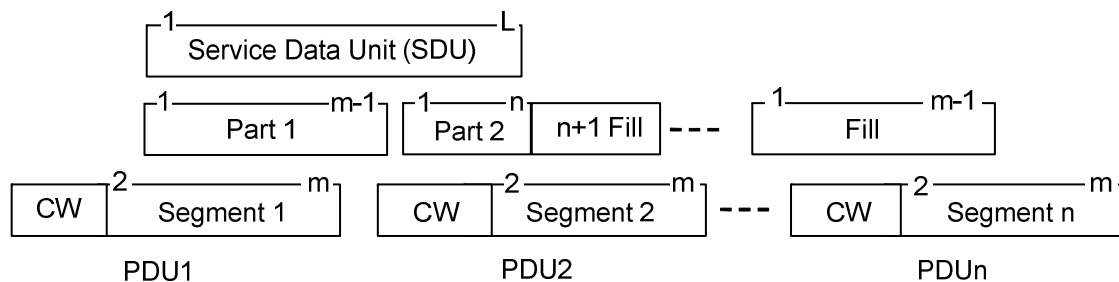 1 L
Service Data Unit (SDU)
1 m-1 1 n 1 m-1
Part 1 Part 2 n+1 Fill Fill
2 m 2 m 2 m
CW Segment 1 CW Segment 2 CW Segment n
PDU1 PDU2 PDUn